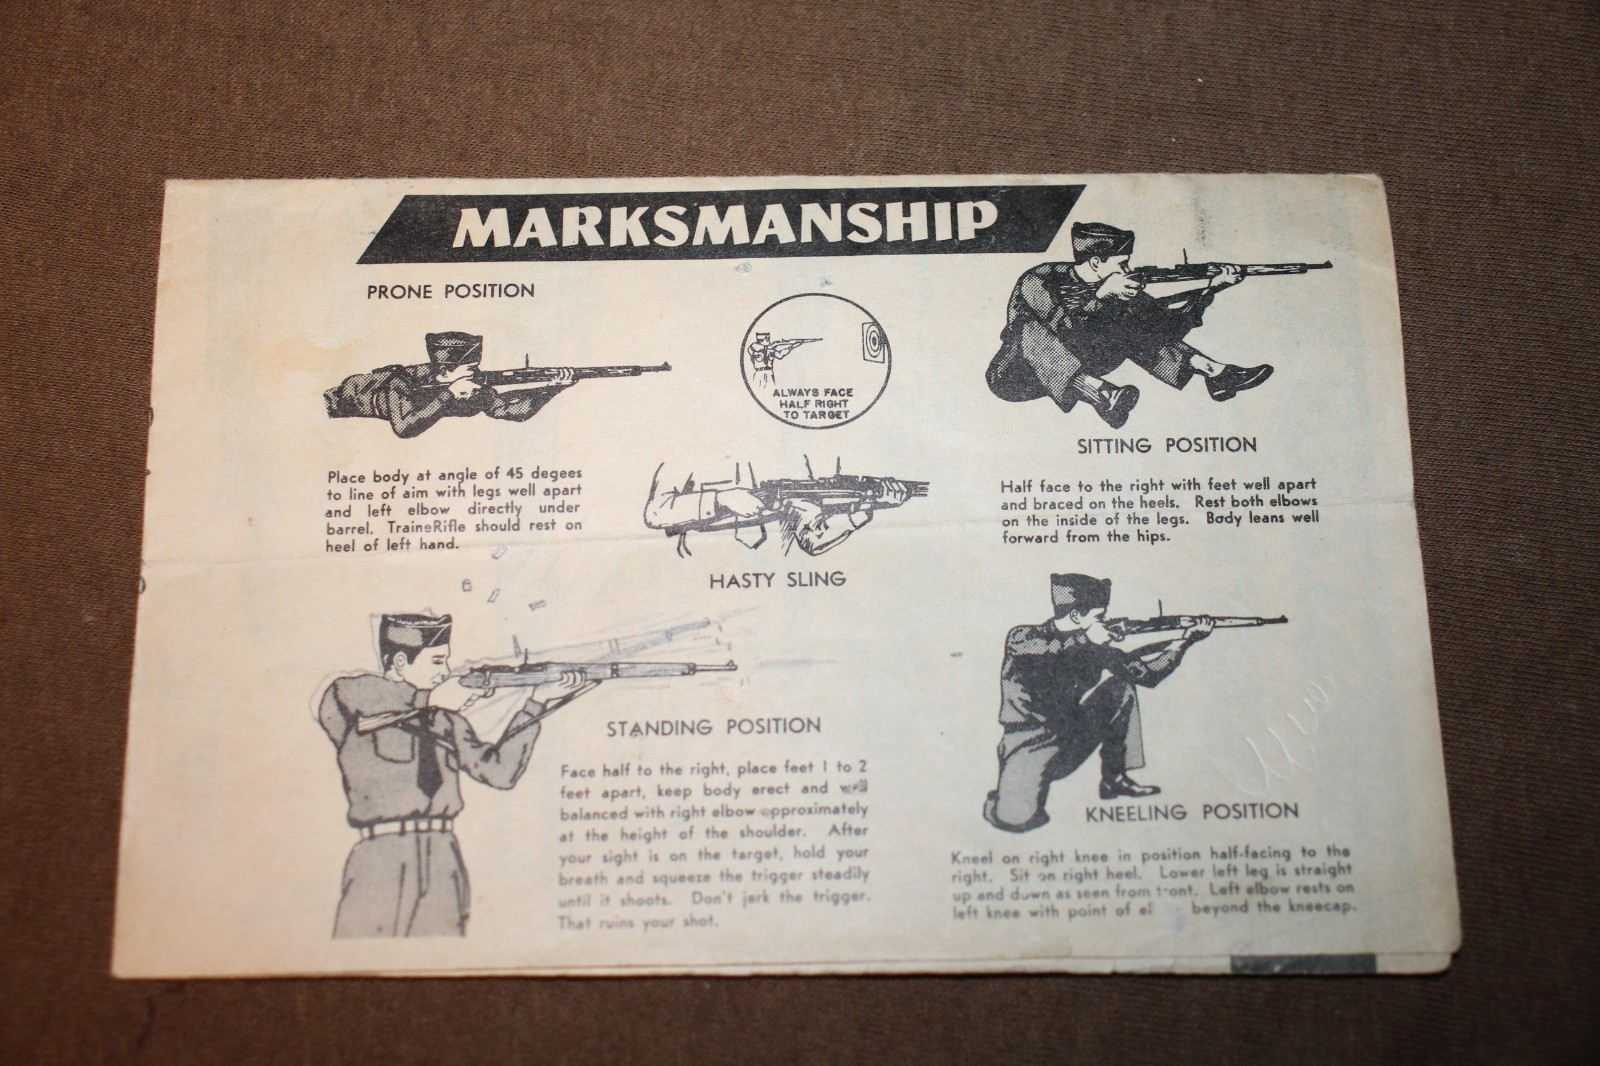 MARKSMANSHIP
PRONE POSITION
Place body at angle of 45 degees
to line of aim with legs well apart
and left elbow directly under
barrel. TraineRifle should rest on
heel of left hand.
ALWAYS FACE
HALF RIGHT
TO TARGET
HASTY SLING
SITTING POSITION
Half face to the right with feet well apart
and braced on the heels. Rest both elbows
on the inside of the legs. Body leans well
forward from the hips.
STANDING POSITION
Face half to the right, place feet 1 to 2
feet apart, keep body erect and well
balanced with right elbow approximately
at the height of the shoulder. After
your sight is on the target, hold your
breath and squeeze the trigger steadily
until it shoots. Don't jerk the trigger.
That ruins your shot.
KNEELING POSITION
Kneel on right knee in position half-facing to the
right. Sit on right heel. Lower left leg is straight
up and down as seen from front. Left elbow rests on
left knee with point of beyond the kneecap.